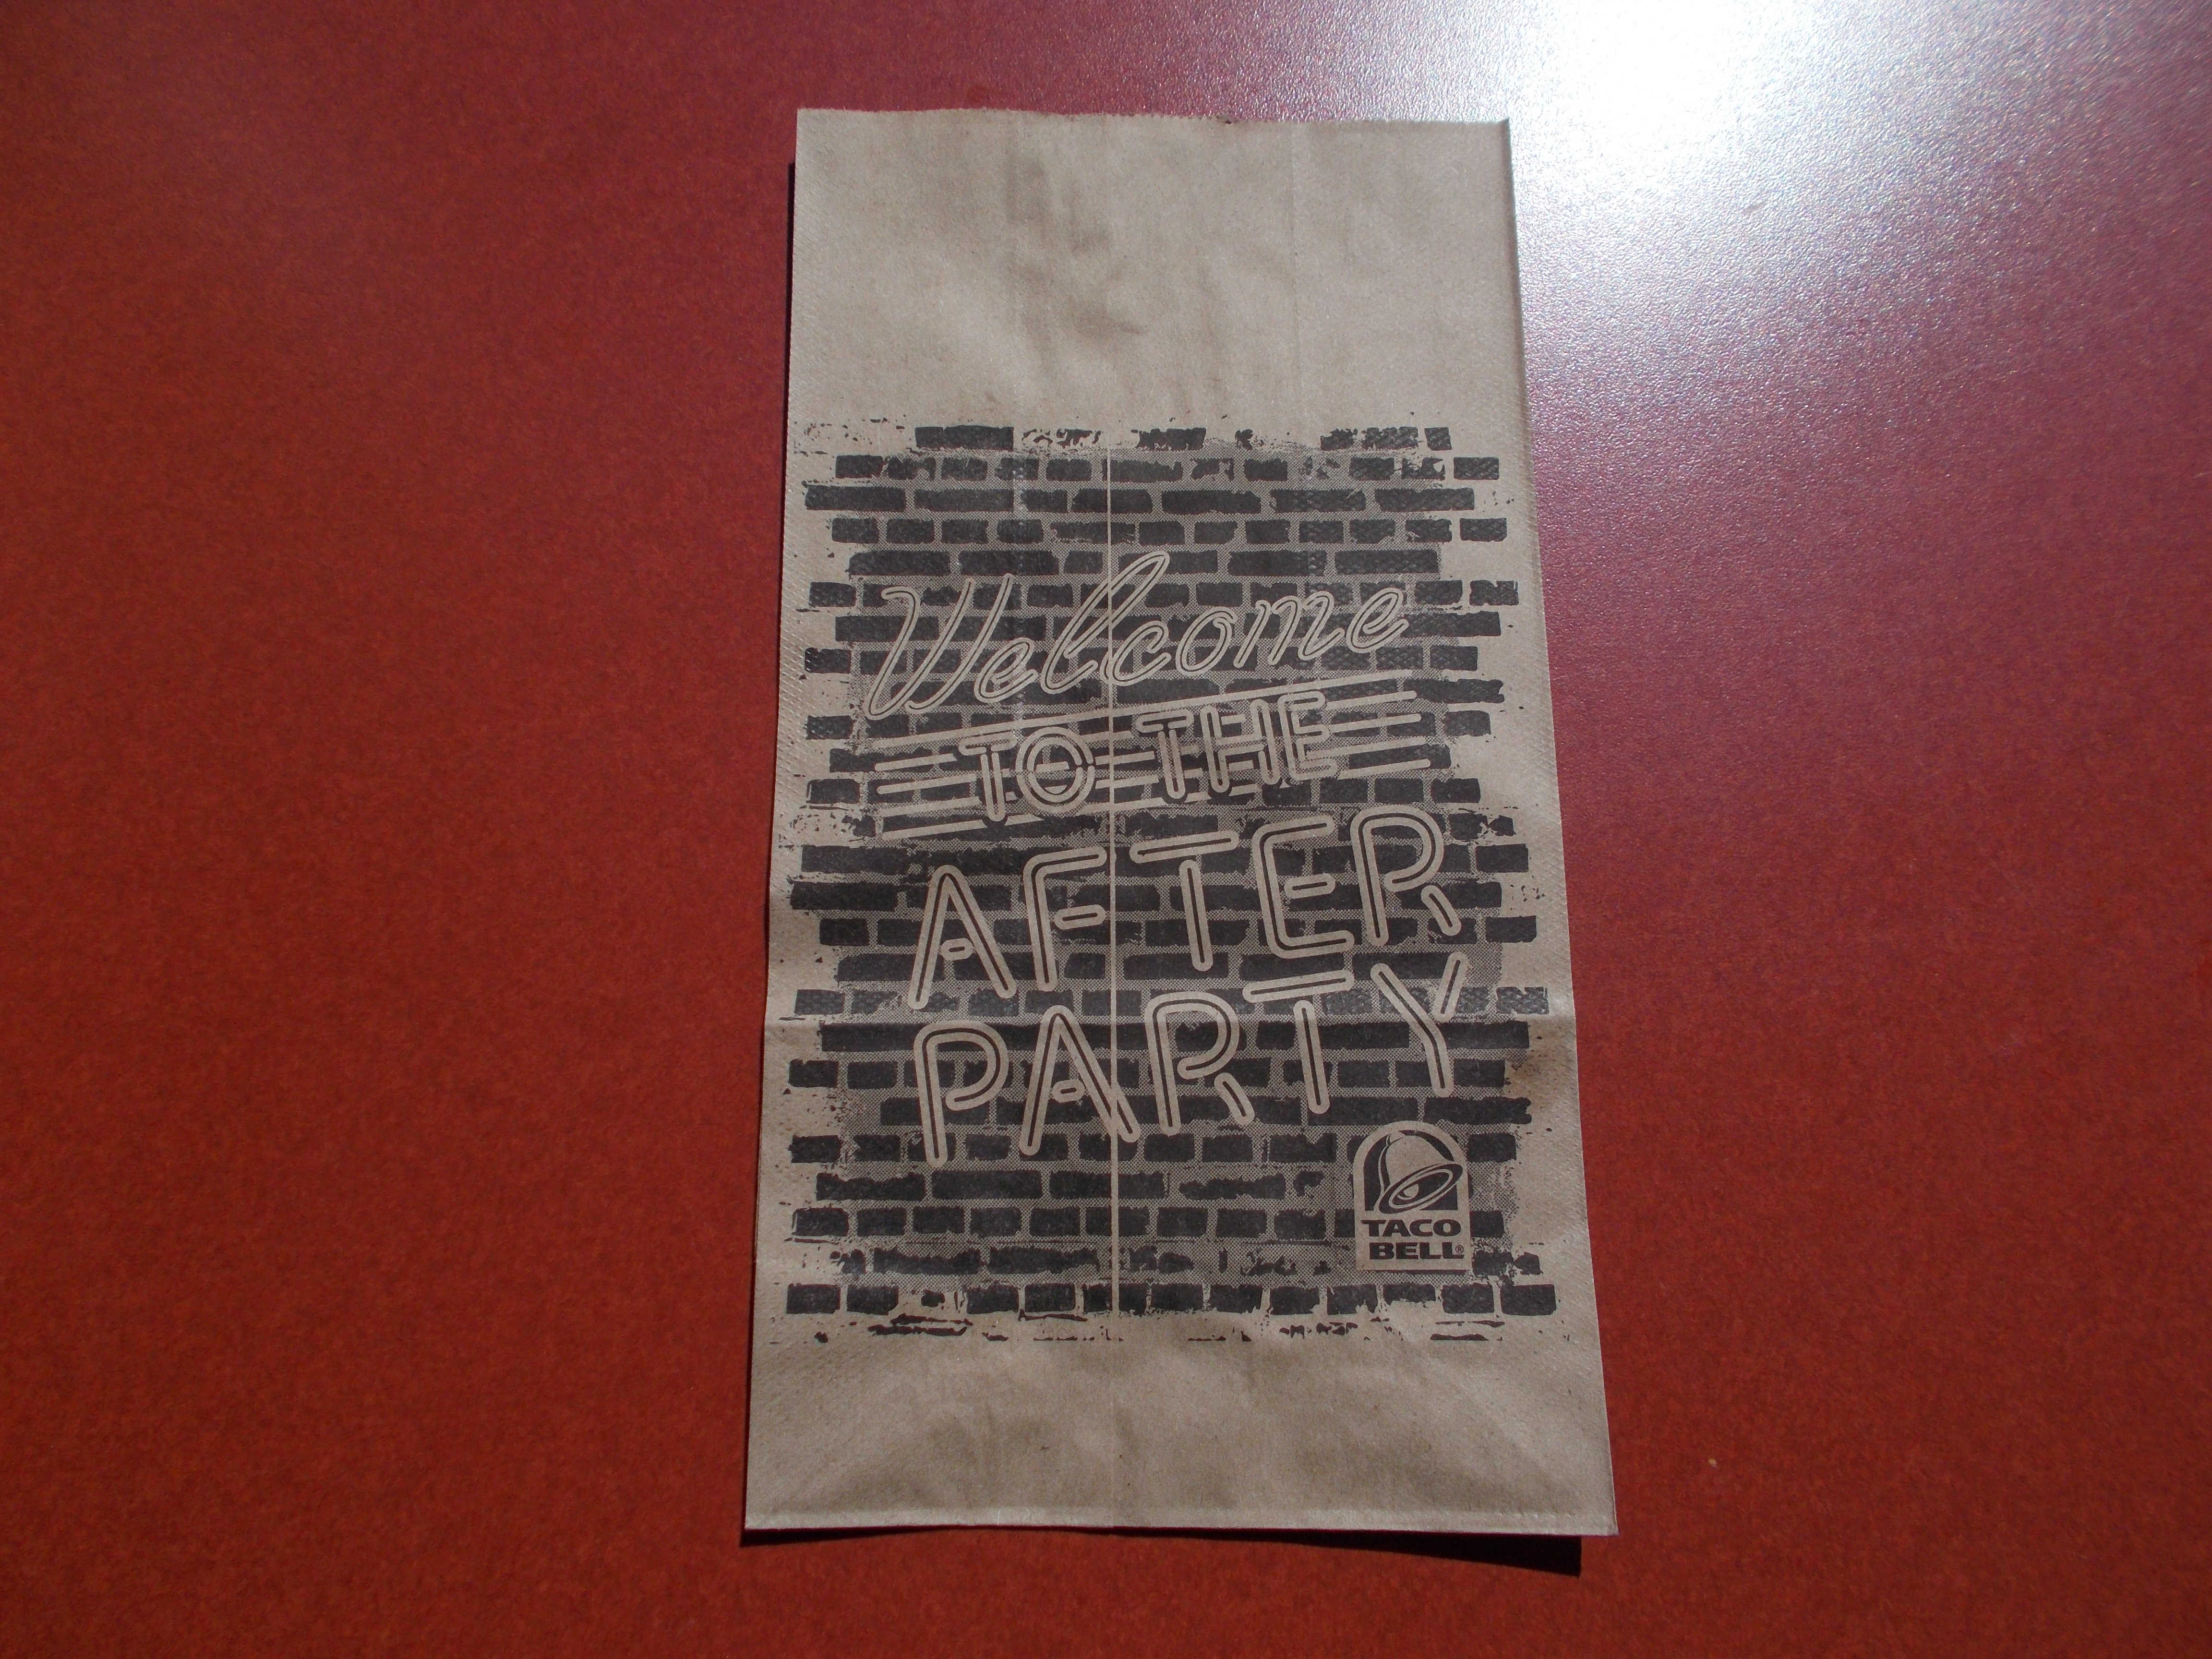 Welcome
TO THE
AFTER
PARTY
TACO
BELL®